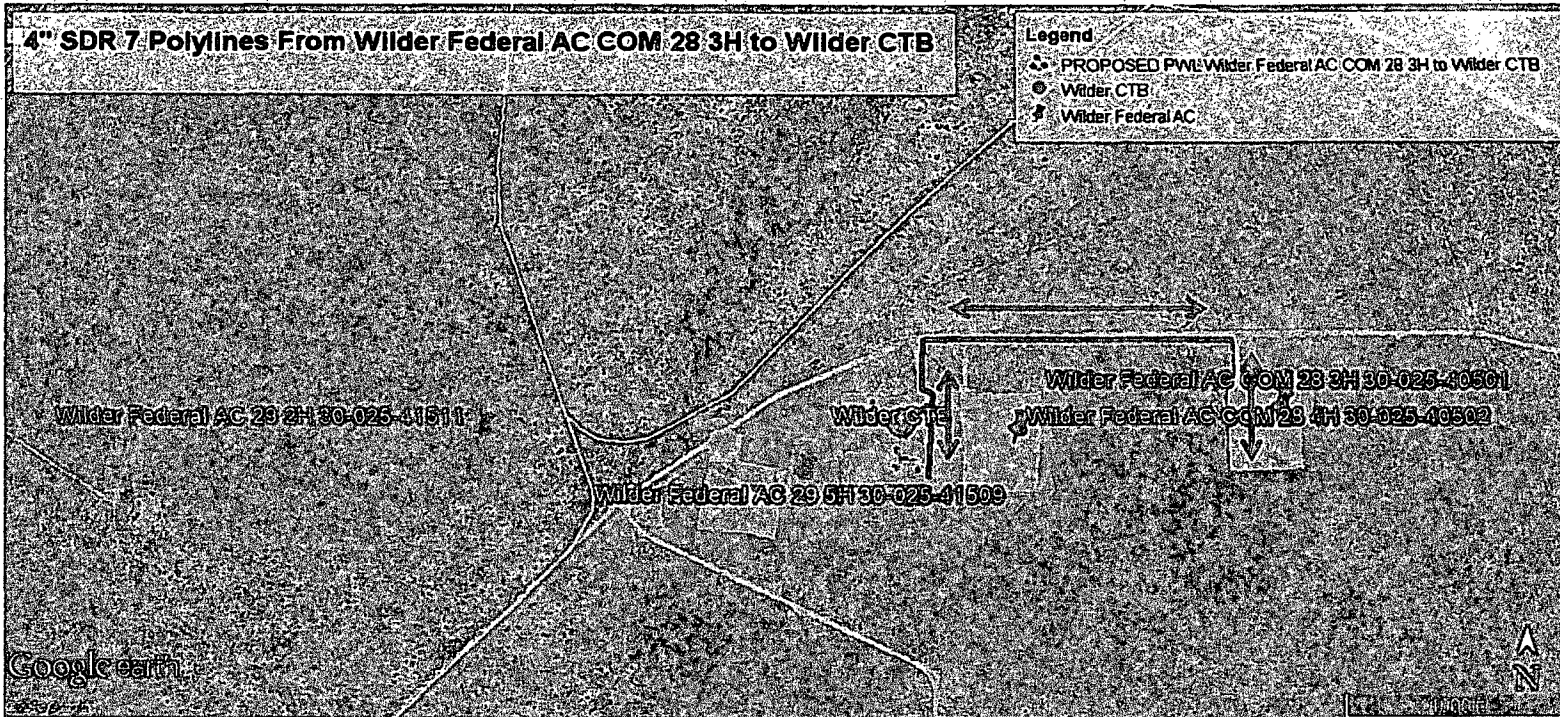 4" SDR 7 Polylines From Wilder Federal AC COM 28 3H to Wilder CTB
Legend
PROPOSED PWL Wilder Federal AC COM 28 3H to Wilder CTB
Wilder CTB
Wilder Federal AC
Wilder Federal AC COM 28 3H 30-025-40501
Wilder Federal AC 29 2H 30-025-41511
Wilder CTB
Wilder Federal AC COM 28 4H 30-025-40502
Wilder Federal AC 29 5H 30-025-41509
Google earth
N